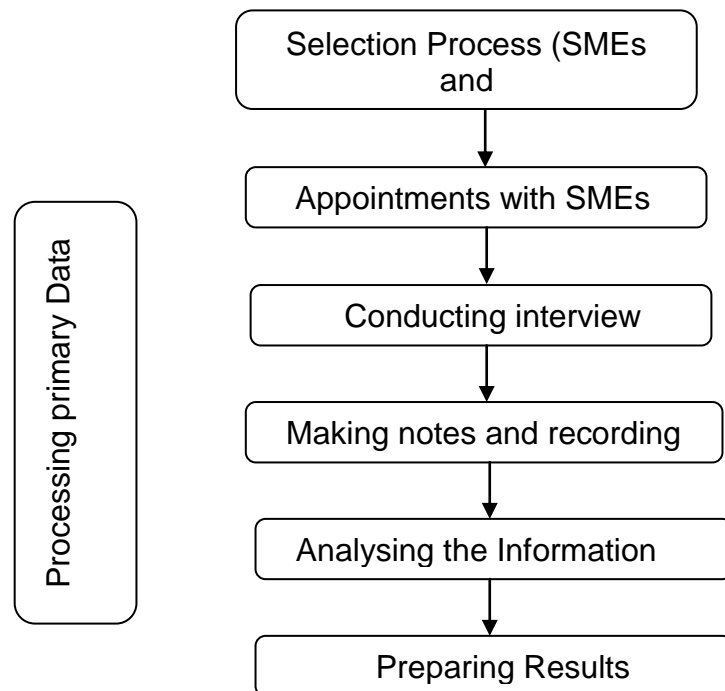 Selection Process (SMEs
and
Appointments with SMEs
Conducting interview
Making notes and recording
Analysing the Information
Preparing Results
Processing primary Data